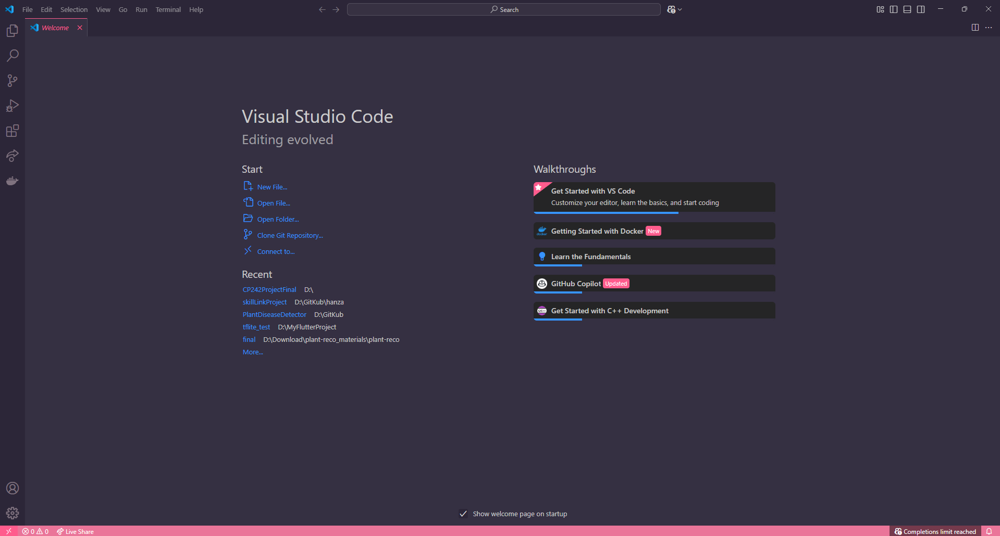 File Edit Selection View Go Run Terminal Help
Search
Welcome
Visual Studio Code
Editing evolved
Start
New File...
Open File...
Open Folder...
Clone Git Repository...
Connect to...
Recent
CP242ProjectFinal D:\
skillLinkProject D:\GitKub\hanza
PlantDiseaseDetector D:\GitKub
tflite_test D:\MyFlutterProject
final D:\Download\plant-reco_materials\plant-reco
More...
Walkthroughs
Get Started with VS Code
Customize your editor, learn the basics, and start coding
docker
Getting Started with Docker New
Learn the Fundamentals
GitHub Copilot Updated
C/C++
Get Started with C++ Development
Show welcome page on startup
0 0 Live Share
Completions limit reached